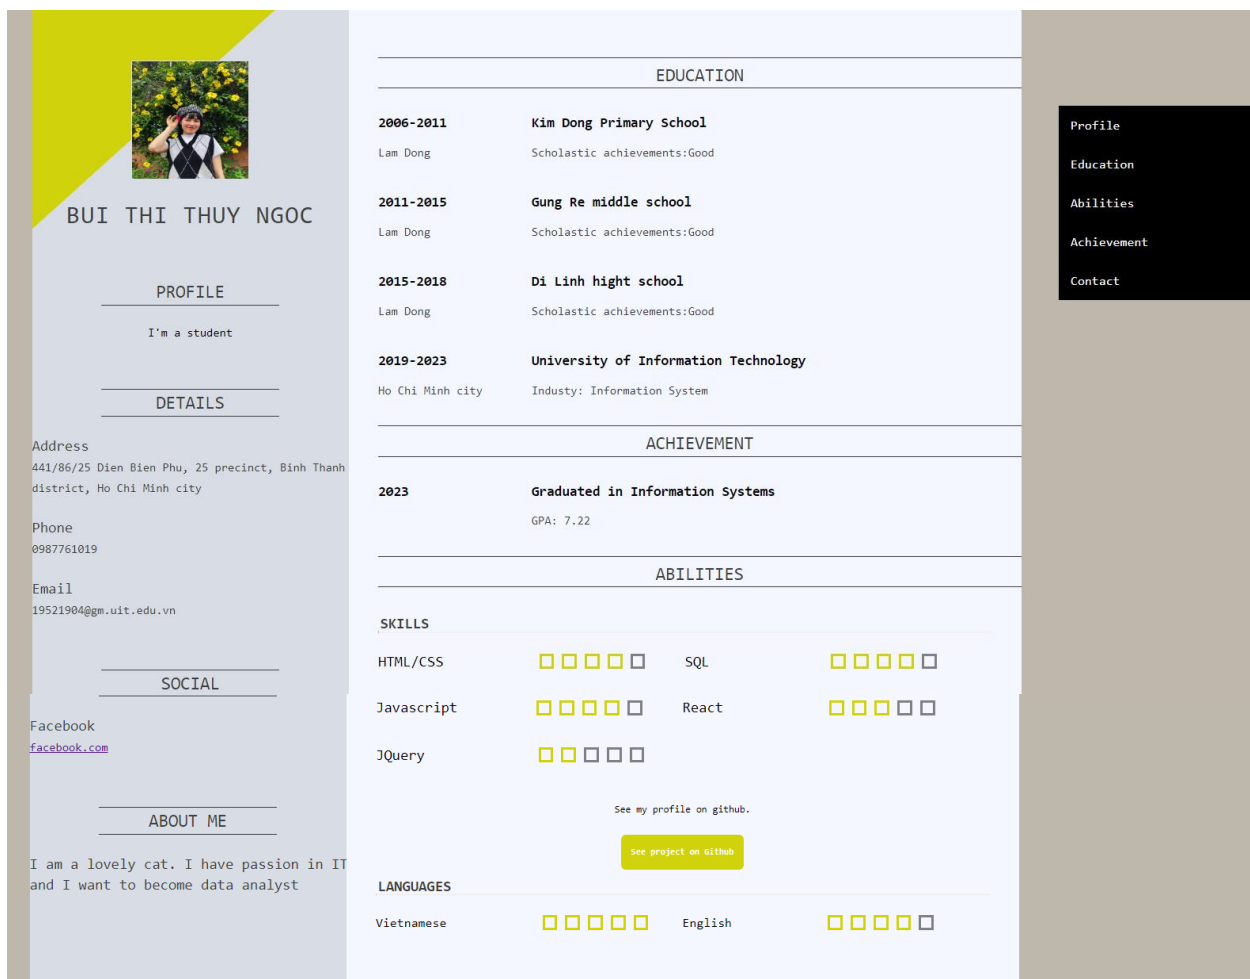 BUI THI THUY NGOC
PROFILE
I'm a student
DETAILS
Address
441/86/25 Dien Bien Phu, 25 precinct, Binh Thanh
district, Ho Chi Minh city
Phone
0987761019
Email
19521904@gm.uit.edu.vn
SOCIAL
Facebook
facebook.com
ABOUT ME
I am a lovely cat. I have passion in IT
and I want to become data analyst
EDUCATION
2006-2011 Kim Dong Primary School
Lam Dong Scholastic achievements:Good
2011-2015 Gung Re middle school
Lam Dong Scholastic achievements:Good
2015-2018 Di Linh hight school
Lam Dong Scholastic achievements:Good
2019-2023 University of Information Technology
Ho Chi Minh city Industy: Information System
ACHIEVEMENT
2023 Graduated in Information Systems
GPA: 7.22
ABILITIES
SKILLS
HTML/CSS SQL
Javascript React
JQuery
See my profile on github.
See project on Github
LANGUAGES
Vietnamese English
Profile
Education
Abilities
Achievement
Contact